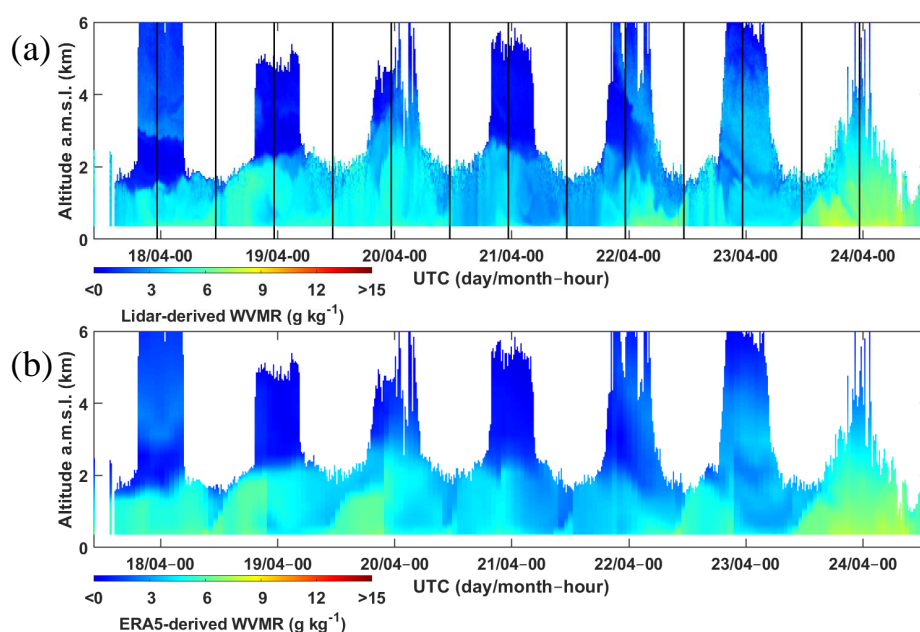 (a)
Altitude a.m.s.l. (km)
6
4
2
0
18/04−00 19/04−00 20/04−00 21/04−00 22/04−00 23/04−00 24/04−00
UTC (day/month−hour)
<0 3 6 9 12 >15
Lidar-derived WVMR (g kg⁻¹)
(b)
Altitude a.m.s.l. (km)
6
4
2
0
18/04−00 19/04−00 20/04−00 21/04−00 22/04−00 23/04−00 24/04−00
UTC (day/month−hour)
<0 3 6 9 12 >15
ERA5-derived WVMR (g kg⁻¹)